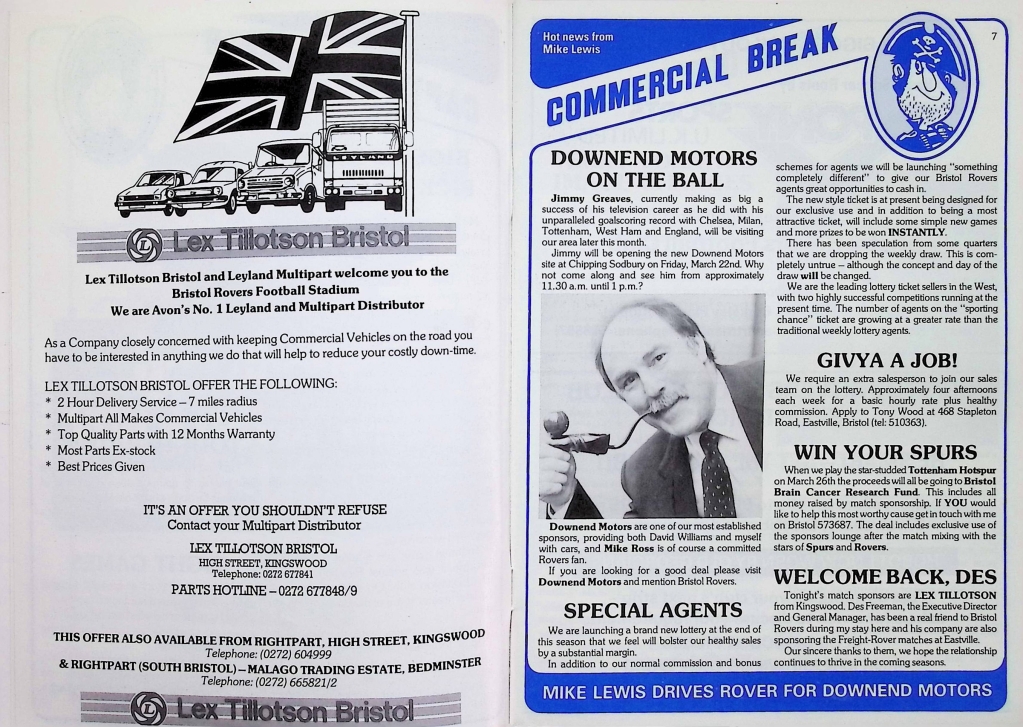 LEYLAND
Lex Tillotson Bristol
Lex Tillotson Bristol and Leyland Multipart welcome you to the
Bristol Rovers Football Stadium
We are Avon's No. 1 Leyland and Multipart Distributor
As a Company closely concerned with keeping Commercial Vehicles on the road you
have to be interested in anything we do that will help to reduce your costly down-time.
LEX TILLOTSON BRISTOL OFFER THE FOLLOWING:
* 2 Hour Delivery Service – 7 miles radius
* Multipart All Makes Commercial Vehicles
* Top Quality Parts with 12 Months Warranty
* Most Parts Ex-stock
* Best Prices Given
IT'S AN OFFER YOU SHOULDN'T REFUSE
Contact your Multipart Distributor
LEX TILLOTSON BRISTOL
HIGH STREET, KINGSWOOD
Telephone: 0272 677841
PARTS HOTLINE – 0272 677848/9
THIS OFFER ALSO AVAILABLE FROM RIGHTPART, HIGH STREET, KINGSWOOD
Telephone: (0272) 604999
& RIGHTPART (SOUTH BRISTOL) – MALAGO TRADING ESTATE, BEDMINSTER
Telephone: (0272) 665821/2
Lex Tillotson Bristol
Hot news from
Mike Lewis
COMMERCIAL BREAK
7
DOWNEND MOTORS
ON THE BALL
Jimmy Greaves, currently making as big a
success of his television career as he did with his
unparalleled goalscoring record with Chelsea, Milan,
Tottenham, West Ham and England, will be visiting
our area later this month.
Jimmy will be opening the new Downend Motors
site at Chipping Sodbury on Friday, March 22nd. Why
not come along and see him from approximately
11.30 a.m. until 1 p.m.?
Downend Motors are one of our most established
sponsors, providing both David Williams and myself
with cars, and Mike Ross is of course a committed
Rovers fan.
If you are looking for a good deal please visit
Downend Motors and mention Bristol Rovers.
SPECIAL AGENTS
We are launching a brand new lottery at the end of
this season that we feel will bolster our healthy sales
by a substantial margin.
In addition to our normal commission and bonus
schemes for agents we will be launching "something
completely different" to give our Bristol Rovers
agents great opportunities to cash in.
The new style ticket is at present being designed for
our exclusive use and in addition to being a most
attractive ticket, will include some simple new games
and more prizes to be won INSTANTLY.
There has been speculation from some quarters
that we are dropping the weekly draw. This is com-
pletely untrue – although the concept and day of the
draw will be changed.
We are the leading lottery ticket sellers in the West,
with two highly successful competitions running at the
present time. The number of agents on the "sporting
chance" ticket are growing at a greater rate than the
traditional weekly lottery agents.
GIVYA A JOB!
We require an extra salesperson to join our sales
team on the lottery. Approximately four afternoons
each week for a basic hourly rate plus healthy
commission. Apply to Tony Wood at 468 Stapleton
Road, Eastville, Bristol (tel: 510363).
WIN YOUR SPURS
When we play the star-studded Tottenham Hotspur
on March 26th the proceeds will all be going to Bristol
Brain Cancer Research Fund. This includes all
money raised by match sponsorship. If YOU would
like to help this most worthy cause get in touch with me
on Bristol 573687. The deal includes exclusive use of
the sponsors lounge after the match mixing with the
stars of Spurs and Rovers.
WELCOME BACK, DES
Tonight's match sponsors are LEX TILLOTSON
from Kingswood. Des Freeman, the Executive Director
and General Manager, has been a real friend to Bristol
Rovers during my stay here and his company are also
sponsoring the Freight-Rover matches at Eastville.
Our sincere thanks to them, we hope the relationship
continues to thrive in the coming seasons.
MIKE LEWIS DRIVES ROVER FOR DOWNEND MOTORS